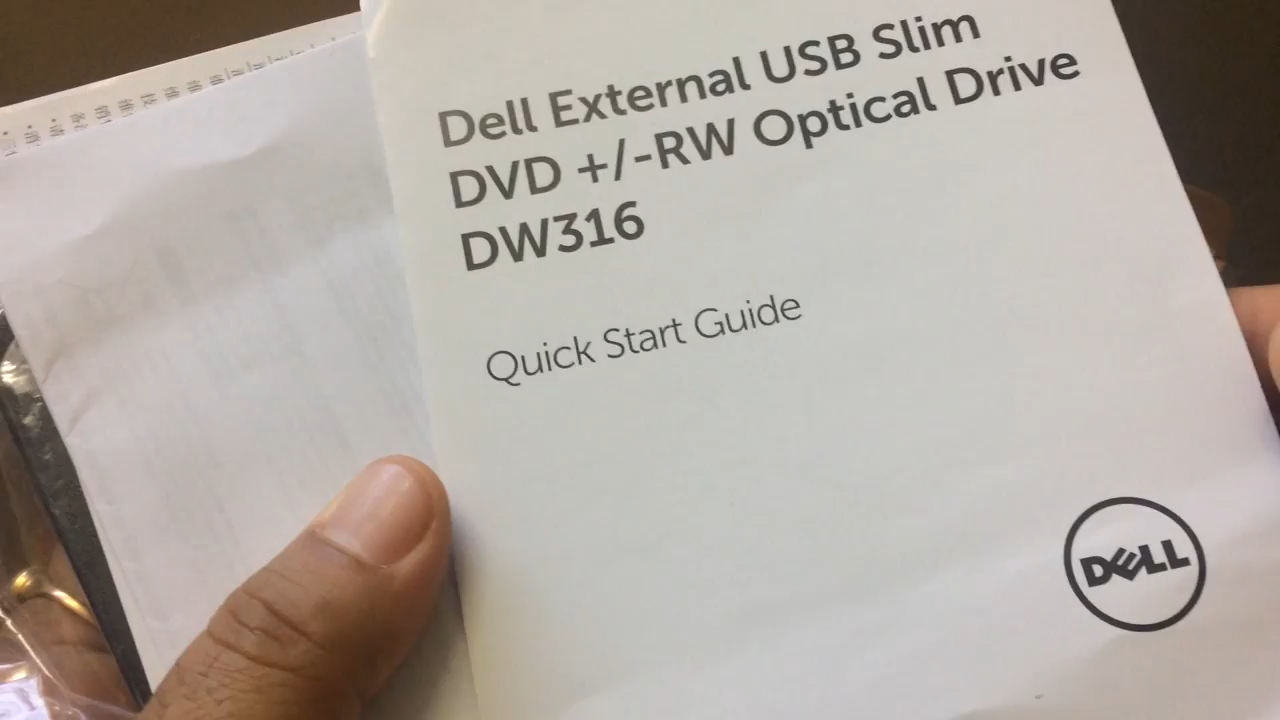 Dell External USB Slim
DVD +/-RW Optical Drive
DW316
Quick Start Guide
DELL